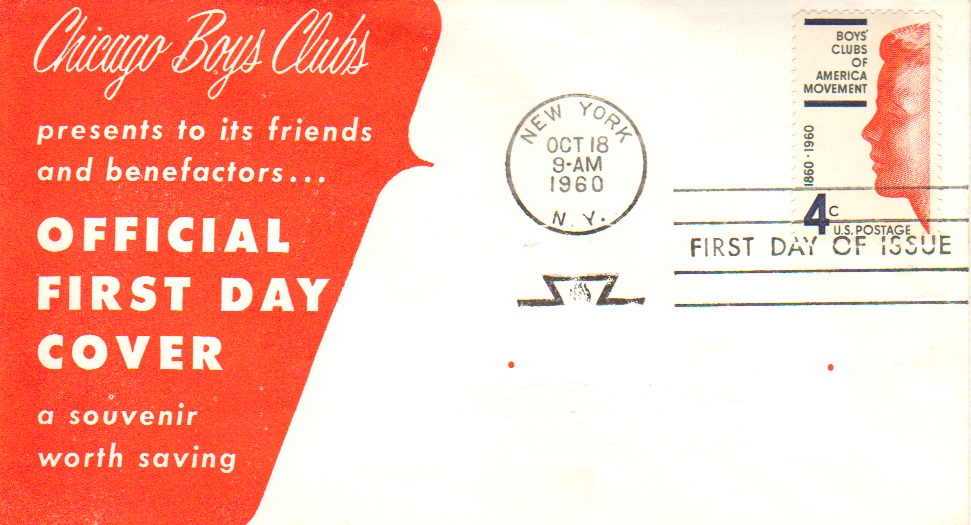 Chicago Boys Clubs
presents to its friends
and benefactors...
OFFICIAL
FIRST DAY
COVER
a souvenir
worth saving
NEW YORK
OCT 18
9-AM
1960
N. Y.
BOYS'
CLUBS
OF
AMERICA
MOVEMENT
1860·1960
4c
U.S. POSTAGE
FIRST DAY OF ISSUE